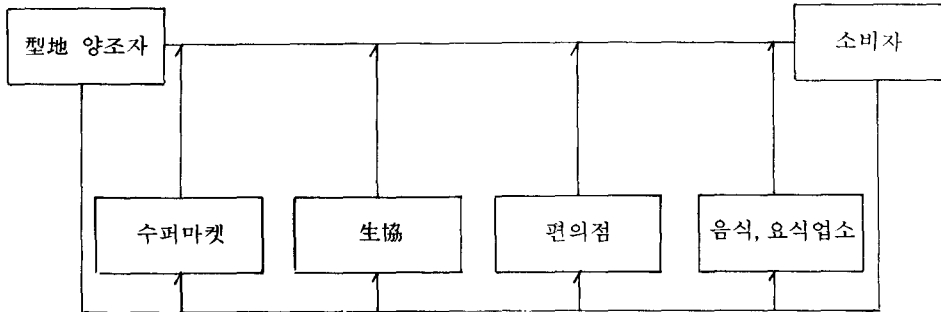 型地 양조자
소비자
수퍼마켓
生協
편의점
음식, 요식업소